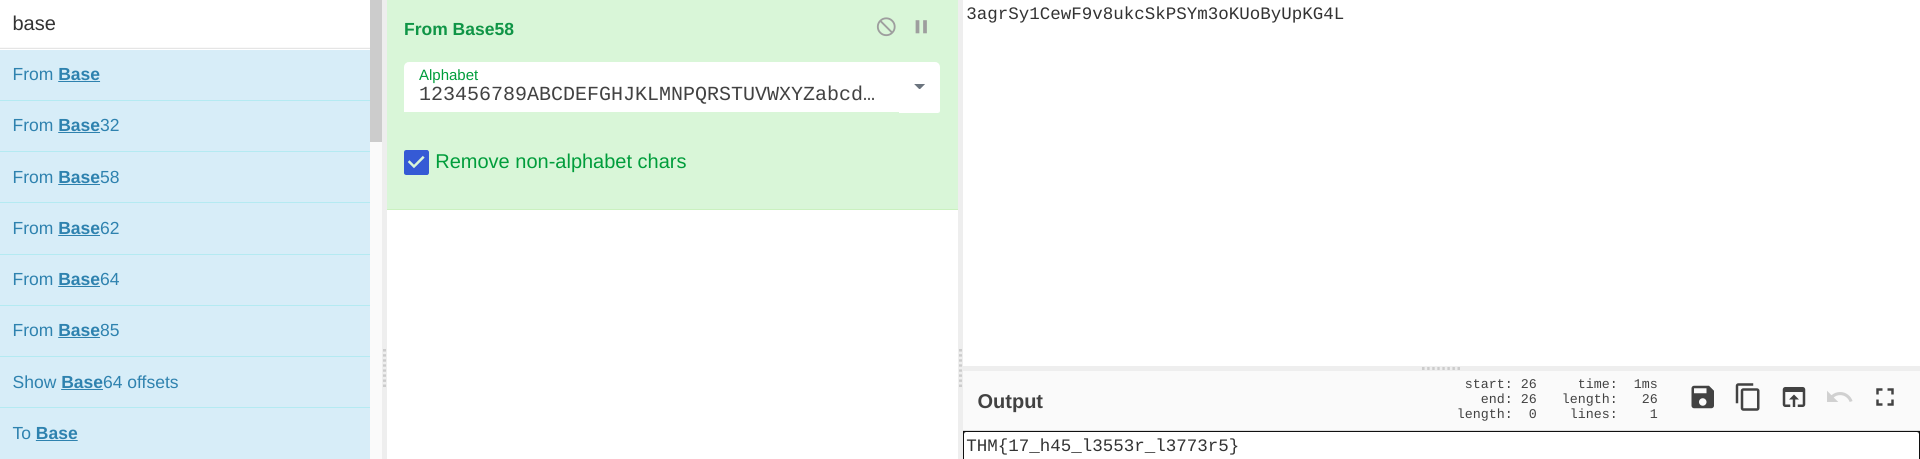 base
From Base
From Base32
From Base58
From Base62
From Base64
From Base85
Show Base64 offsets
To Base
From Base58
Alphabet
123456789ABCDEFGHJKLMNPQRSTUVWXYZabcd…
Remove non-alphabet chars
3agrSy1CewF9v8ukcSkPSYm3oKUoByUpKG4L
Output
start: 26 time: 1ms
end: 26 length: 26
length: 0 lines: 1
THM{17_h45_l3553r_l3773r5}